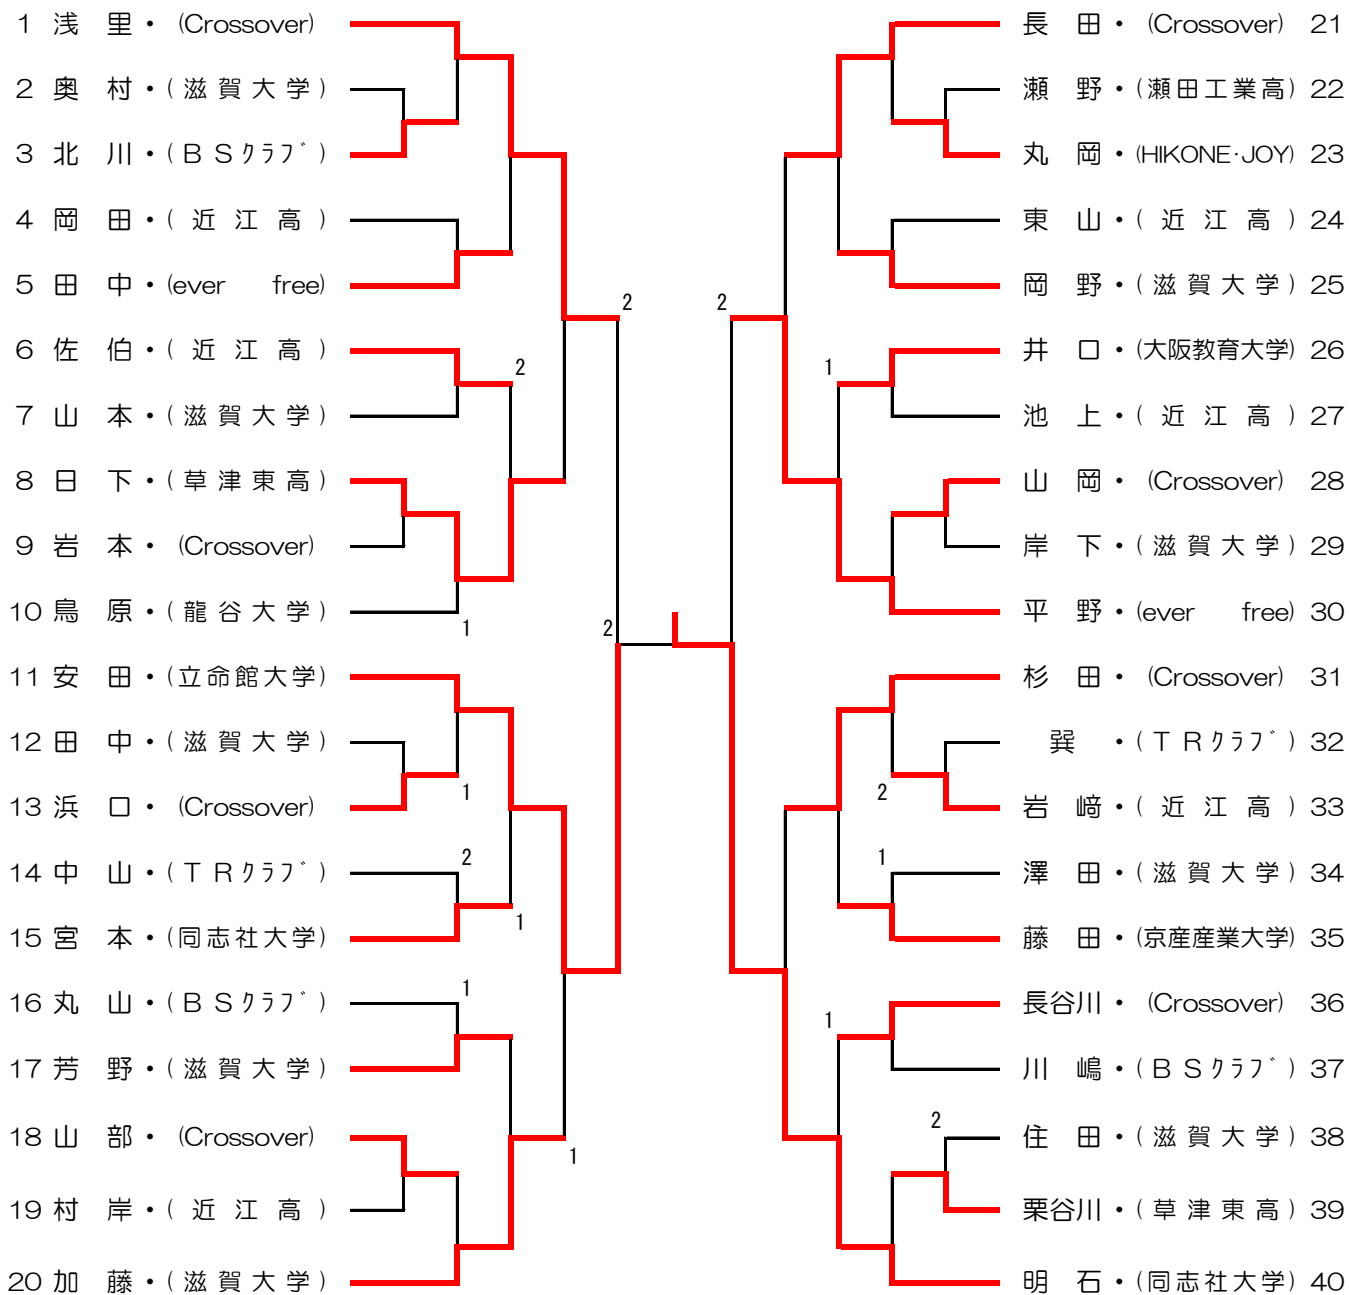 1 浅 里・ (Crossover)
2 奥 村・( 滋 賀 大 学 )
3 北 川・( B S ｸﾗﾌﾞ )
4 岡 田・( 近 江 高 )
5 田 中・(ever free)
6 佐 伯・( 近 江 高 )
7 山 本・( 滋 賀 大 学 )
8 日 下・( 草 津 東 高 )
9 岩 本・ (Crossover)
10 鳥 原・( 龍 谷 大 学 )
11 安 田・(立命館大学)
12 田 中・( 滋 賀 大 学 )
13 浜 口・ (Crossover)
14 中 山・( T R ｸﾗﾌﾞ )
15 宮 本・(同志社大学)
16 丸 山・( B S ｸﾗﾌﾞ )
17 芳 野・( 滋 賀 大 学 )
18 山 部・ (Crossover)
19 村 岸・( 近 江 高 )
20 加 藤・( 滋 賀 大 学 )
2
2
1
2
1
2
1
1
1
2
1
2
1
1
2
長 田・ (Crossover) 21
瀬 野・(瀬田工業高) 22
丸 岡・(HIKONE･JOY) 23
東 山・( 近 江 高 ) 24
岡 野・( 滋 賀 大 学 ) 25
井 口・(大阪教育大学) 26
池 上・( 近 江 高 ) 27
山 岡・ (Crossover) 28
岸 下・( 滋 賀 大 学 ) 29
平 野・(ever free) 30
杉 田・ (Crossover) 31
巽 ・( T R ｸﾗﾌﾞ ) 32
岩 﨑・( 近 江 高 ) 33
澤 田・( 滋 賀 大 学 ) 34
藤 田・(京産産業大学) 35
長谷川・ (Crossover) 36
川 嶋・( B S ｸﾗﾌﾞ ) 37
住 田・( 滋 賀 大 学 ) 38
栗谷川・( 草 津 東 高 ) 39
明 石・(同志社大学) 40